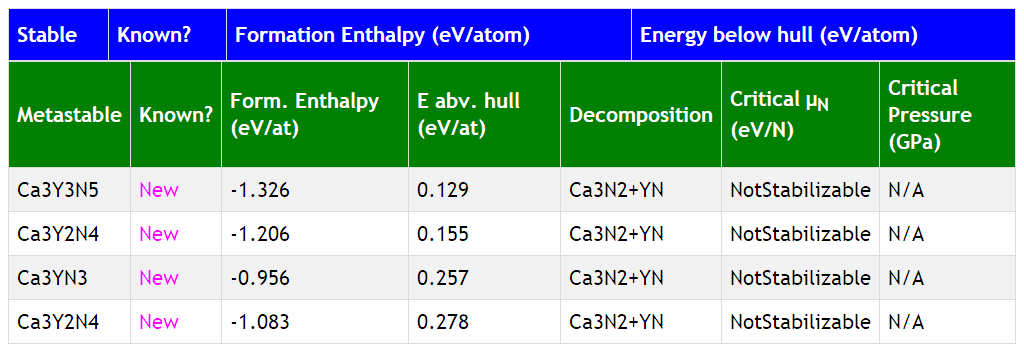 Stable Known? Formation Enthalpy (eV/atom) Energy below hull (eV/atom)
Metastable Known? Form. Enthalpy (eV/at) E abv. hull (eV/at) Decomposition Critical μN (eV/N) Critical Pressure (GPa)
Ca3Y3N5 New -1.326 0.129 Ca3N2+YN NotStabilizable N/A
Ca3Y2N4 New -1.206 0.155 Ca3N2+YN NotStabilizable N/A
Ca3YN3 New -0.956 0.257 Ca3N2+YN NotStabilizable N/A
Ca3Y2N4 New -1.083 0.278 Ca3N2+YN NotStabilizable N/A